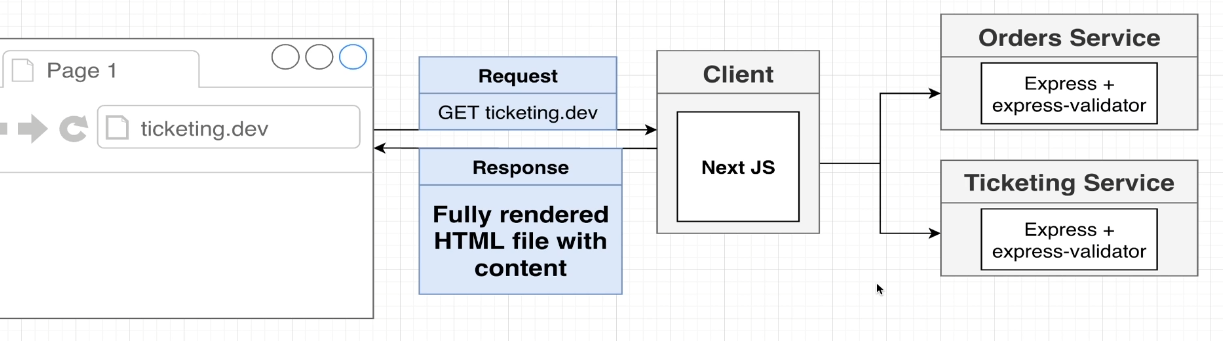 Page 1
ticketing.dev
Request
GET ticketing.dev
Response
Fully rendered
HTML file with
content
Client
Next JS
Orders Service
Express +
express-validator
Ticketing Service
Express +
express-validator